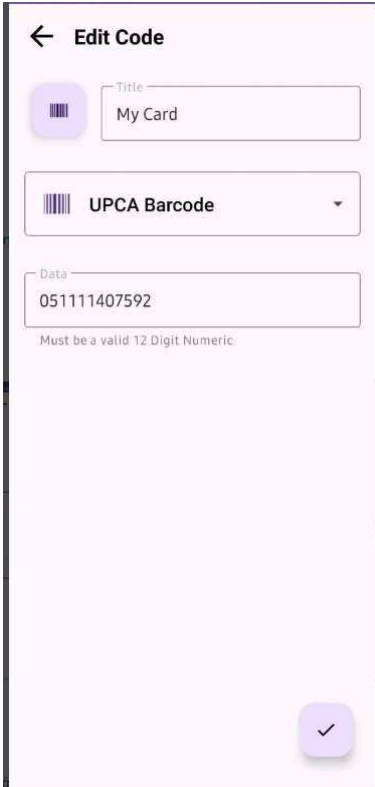 Edit Code
Title
My Card
UPCA Barcode
Data
051111407592
Must be a valid 12 Digit Numeric